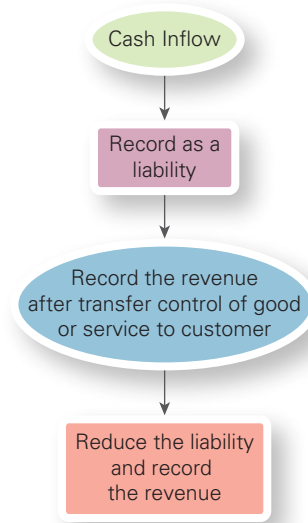 Cash Inflow
Record as a
liability
Record the revenue
after transfer control of good
or service to customer
Reduce the liability
and record
the revenue